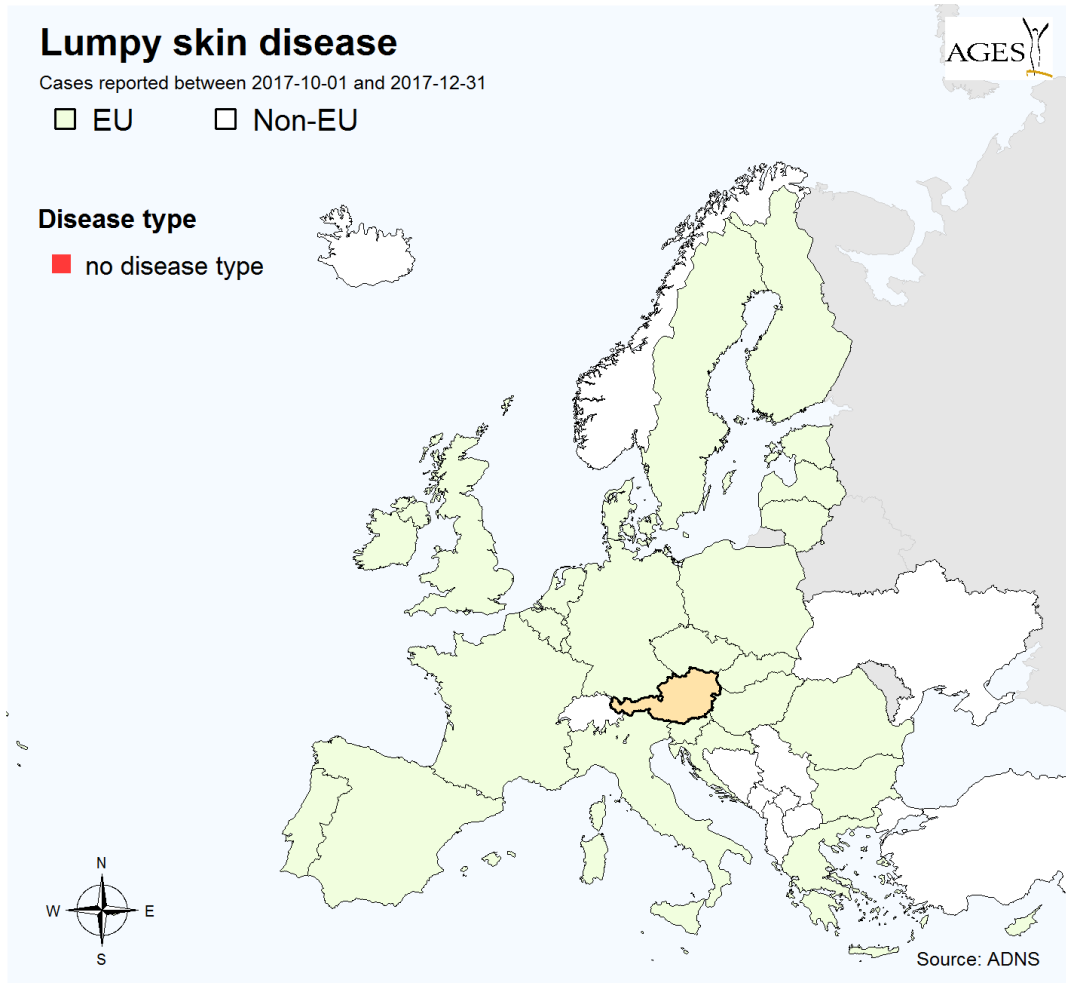 Lumpy skin disease
Cases reported between 2017-10-01 and 2017-12-31
EU Non-EU
AGES
Disease type
no disease type
N
W E
S
Source: ADNS